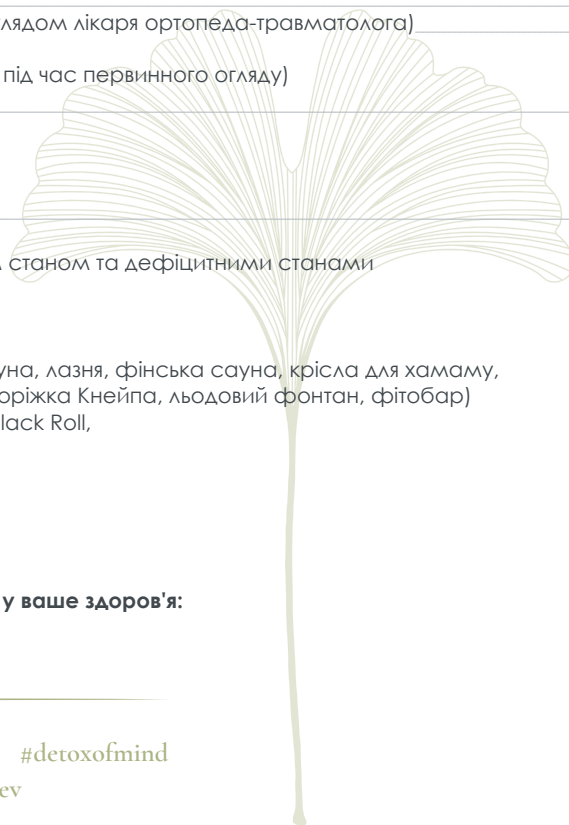 лядом лікаря ортопеда-травматолога)
під час первинного огляду)
станом та дефіцитними станами
уна, лазня, фінська сауна, крісла для хамаму,
оріжка Кнейпа, льодовий фонтан, фітобар)
lack Roll,
у ваше здоров'я:
#detoxofmind
ev